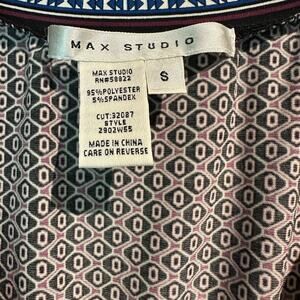 MAX STUDIO
S
MAX STUDIO
RN#58822
95%POLYESTER
5%SPANDEX
CUT:32087
STYLE
2902W55
MADE IN CHINA
CARE ON REVERSE